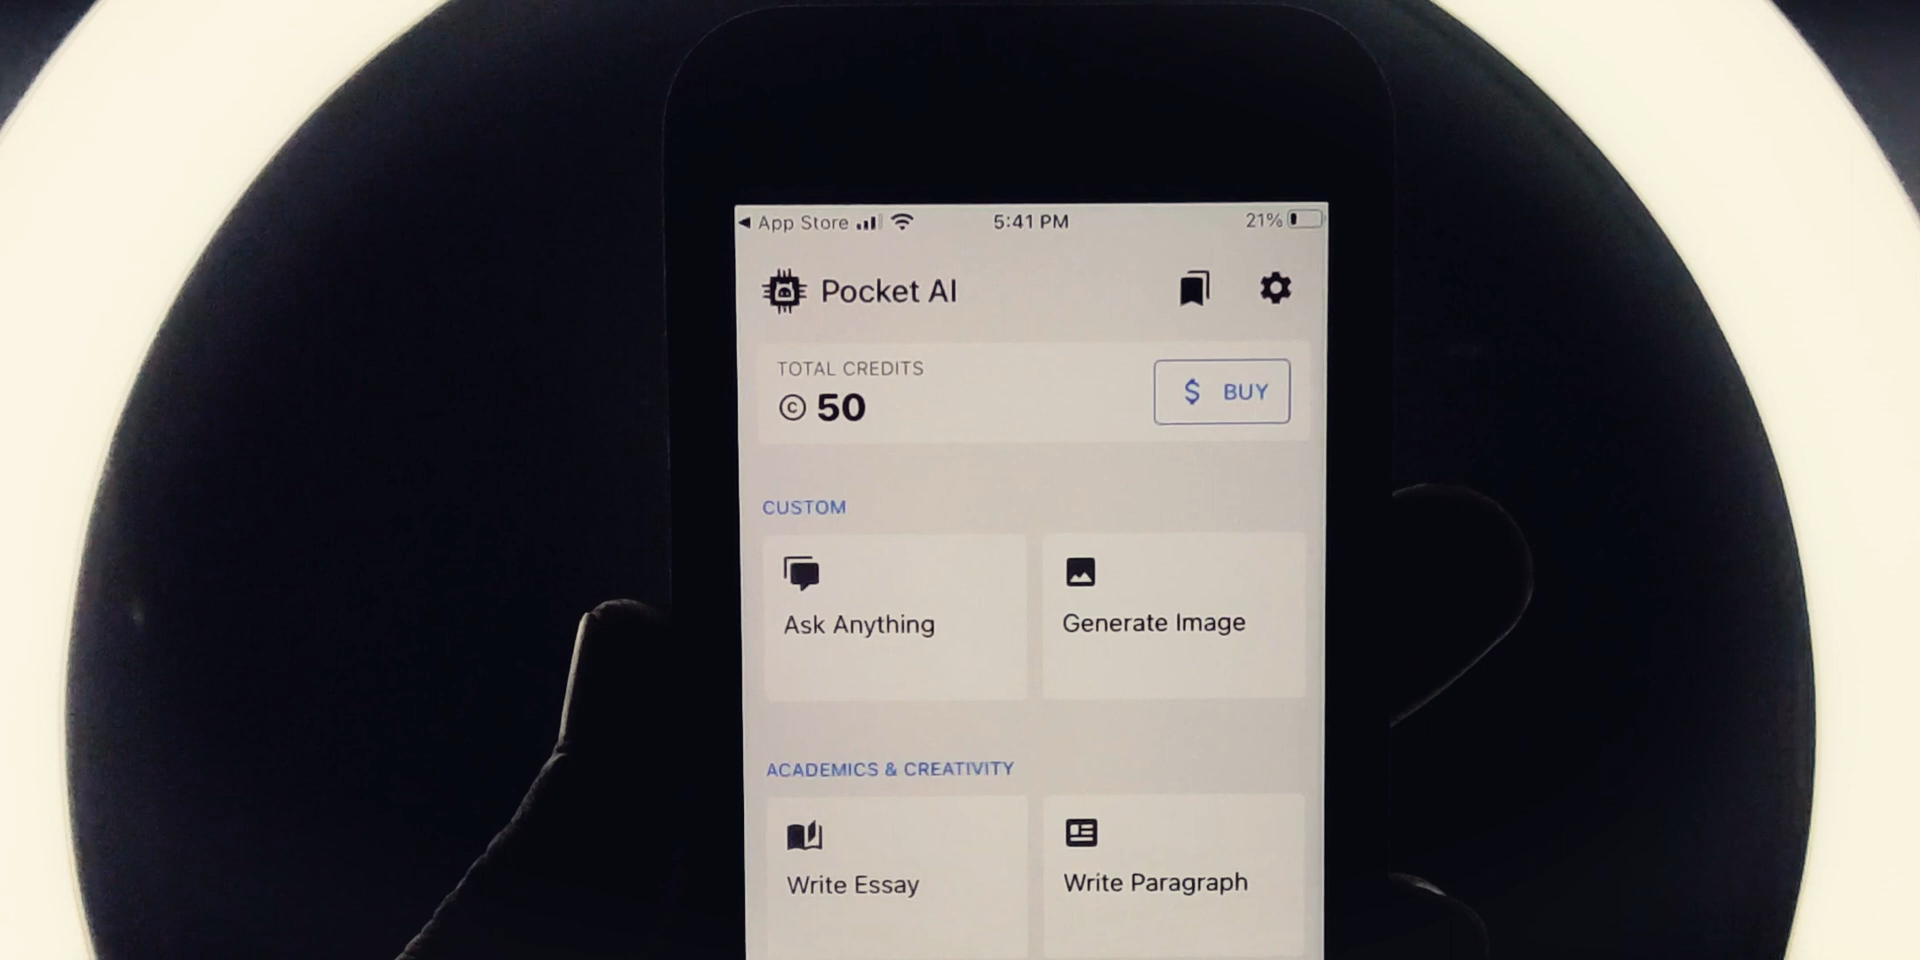 ◀ App Store 5:41 PM 21%
Pocket AI
TOTAL CREDITS
© 50
$ BUY
CUSTOM
Ask Anything
Generate Image
ACADEMICS & CREATIVITY
Write Essay
Write Paragraph